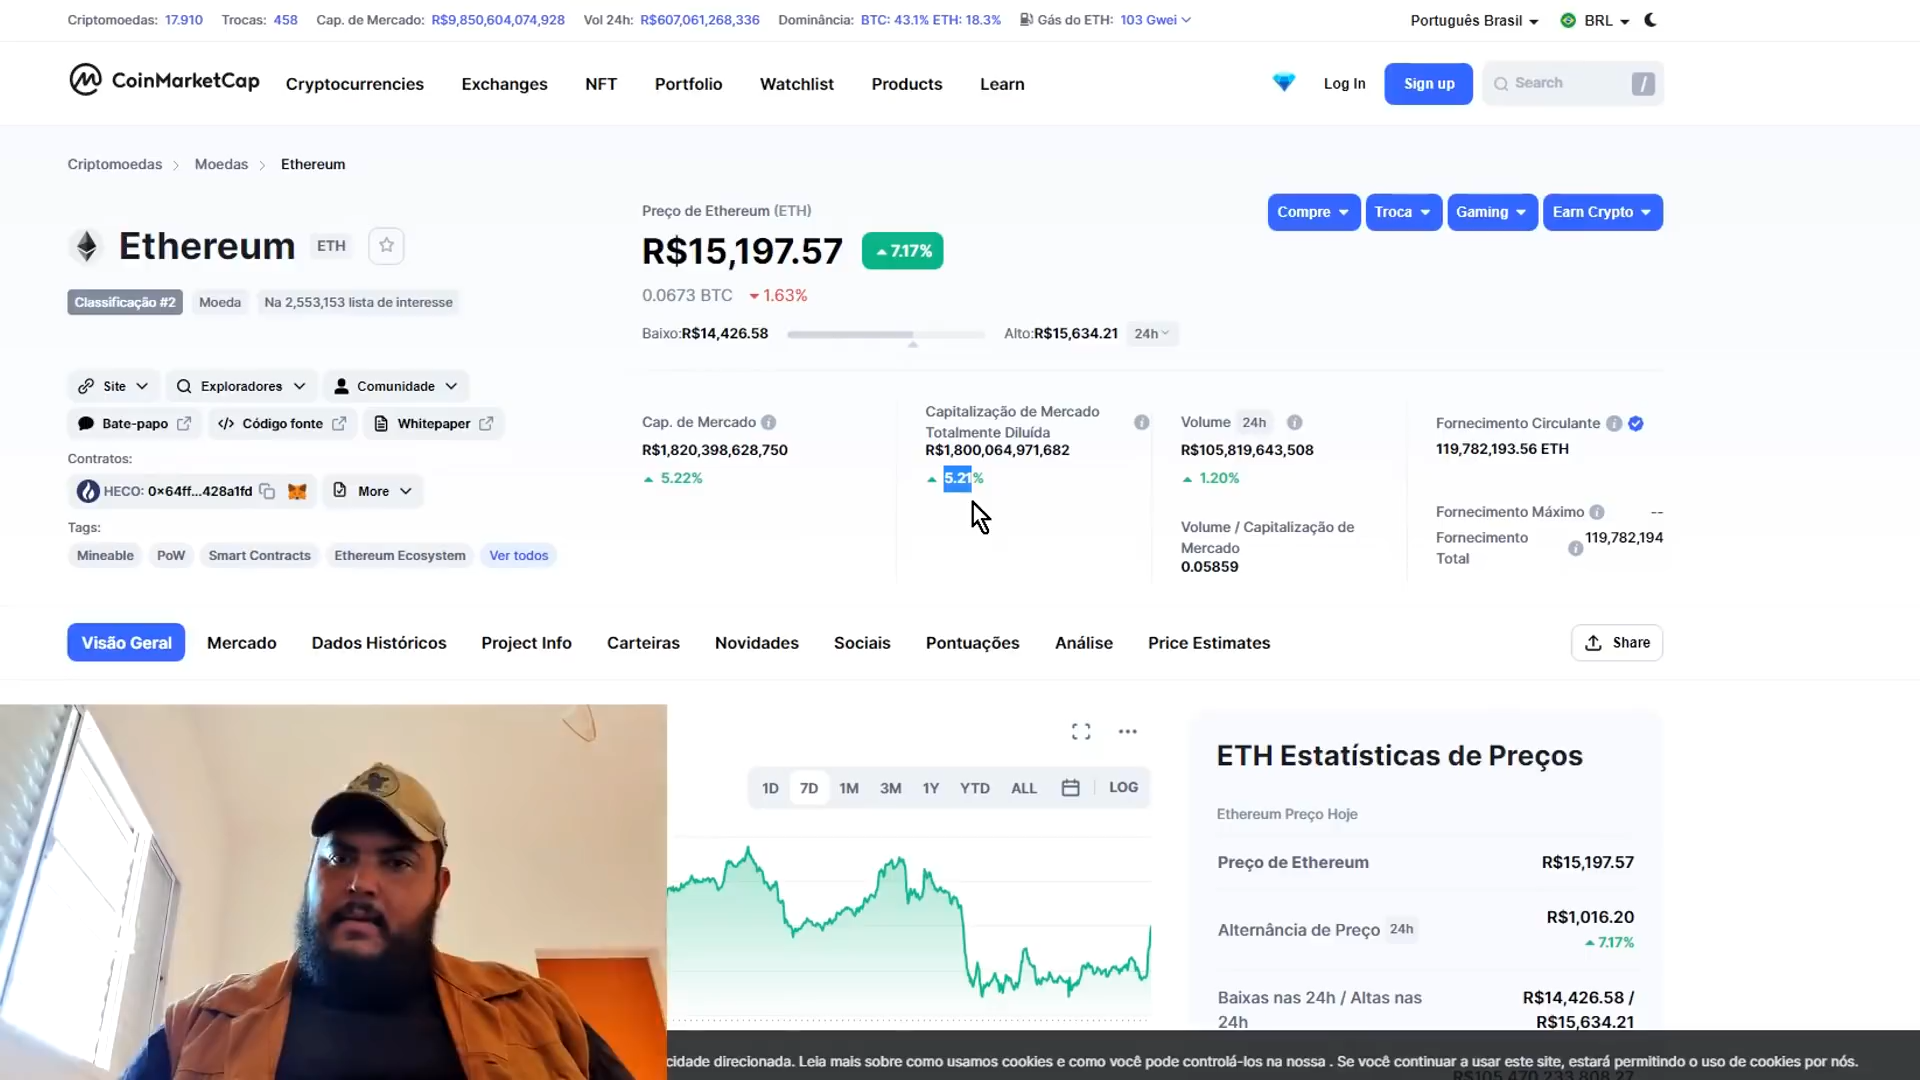 Criptomoedas: 17.910 Trocas: 458 Cap. de Mercado: R$9,850,604,074,928 Vol 24h: R$607,061,268,336 Dominância: BTC: 43.1% ETH: 18.3% Gás do ETH: 103 Gwei Português Brasil BRL
CoinMarketCap Cryptocurrencies Exchanges NFT Portfolio Watchlist Products Learn Log In Sign up Search /
Criptomoedas > Moedas > Ethereum
Ethereum ETH
Classificação #2 Moeda Na 2,553,153 lista de interesse
Site Exploradores Comunidade
Bate-papo Código fonte Whitepaper
Contratos:
HECO: 0x64ff...428a1fd More
Tags:
Mineable PoW Smart Contracts Ethereum Ecosystem Ver todos
Preço de Ethereum (ETH)
R$15,197.57 7.17%
0.0673 BTC 1.63%
Baixo:R$14,426.58 Alto:R$15,634.21 24h
Compre Troca Gaming Earn Crypto
Cap. de Mercado
R$1,820,398,628,750
5.22%
Capitalização de Mercado
Totalmente Diluída
R$1,800,064,971,682
5.21%
Volume 24h
R$105,819,643,508
1.20%
Volume / Capitalização de
Mercado
0.05859
Fornecimento Circulante
119,782,193.56 ETH
Fornecimento Máximo --
Fornecimento
Total 119,782,194
Visão Geral Mercado Dados Históricos Project Info Carteiras Novidades Sociais Pontuações Análise Price Estimates Share
1D 7D 1M 3M 1Y YTD ALL LOG
ETH Estatísticas de Preços
Ethereum Preço Hoje
Preço de Ethereum R$15,197.57
Alternância de Preço 24h R$1,016.20
7.17%
Baixas nas 24h / Altas nas
24h
R$14,426.58 /
R$15,634.21
cidade direcionada. Leia mais sobre como usamos cookies e como você pode controlá-los na nossa . Se você continuar a usar este site, estará permitindo o uso de cookies por nós.